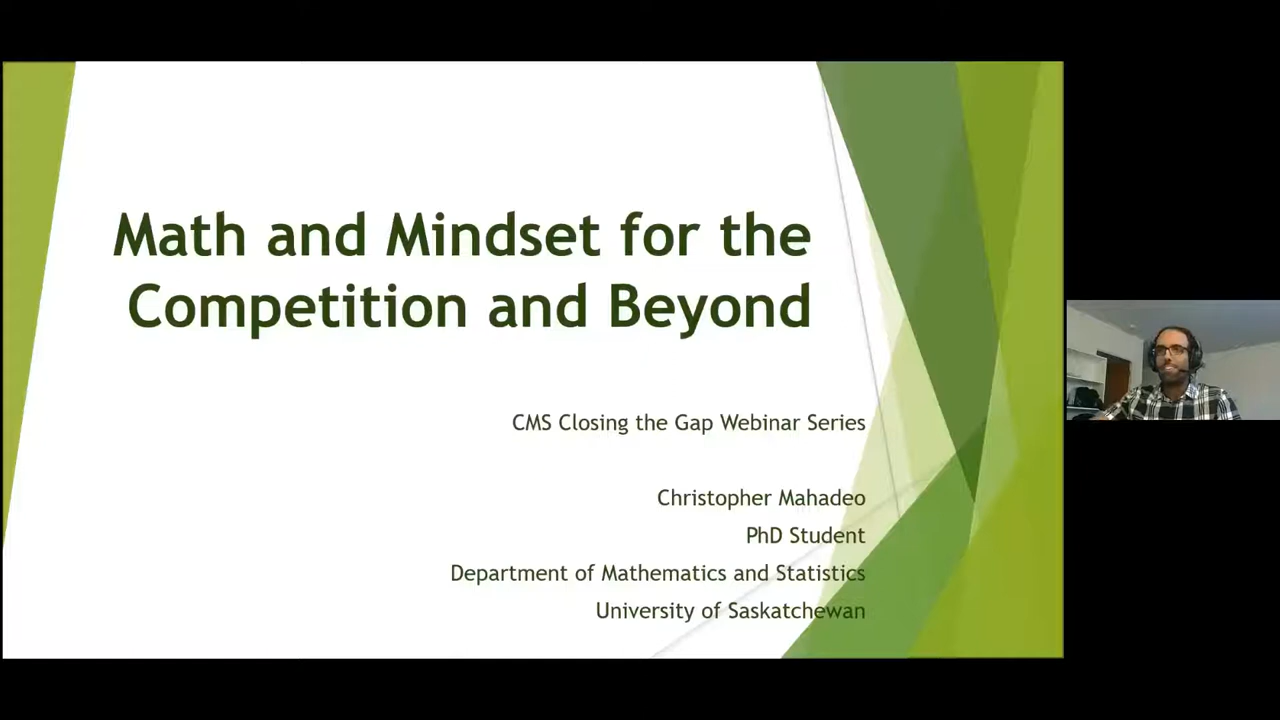 Math and Mindset for the
Competition and Beyond
CMS Closing the Gap Webinar Series
Christopher Mahadeo
PhD Student
Department of Mathematics and Statistics
University of Saskatchewan